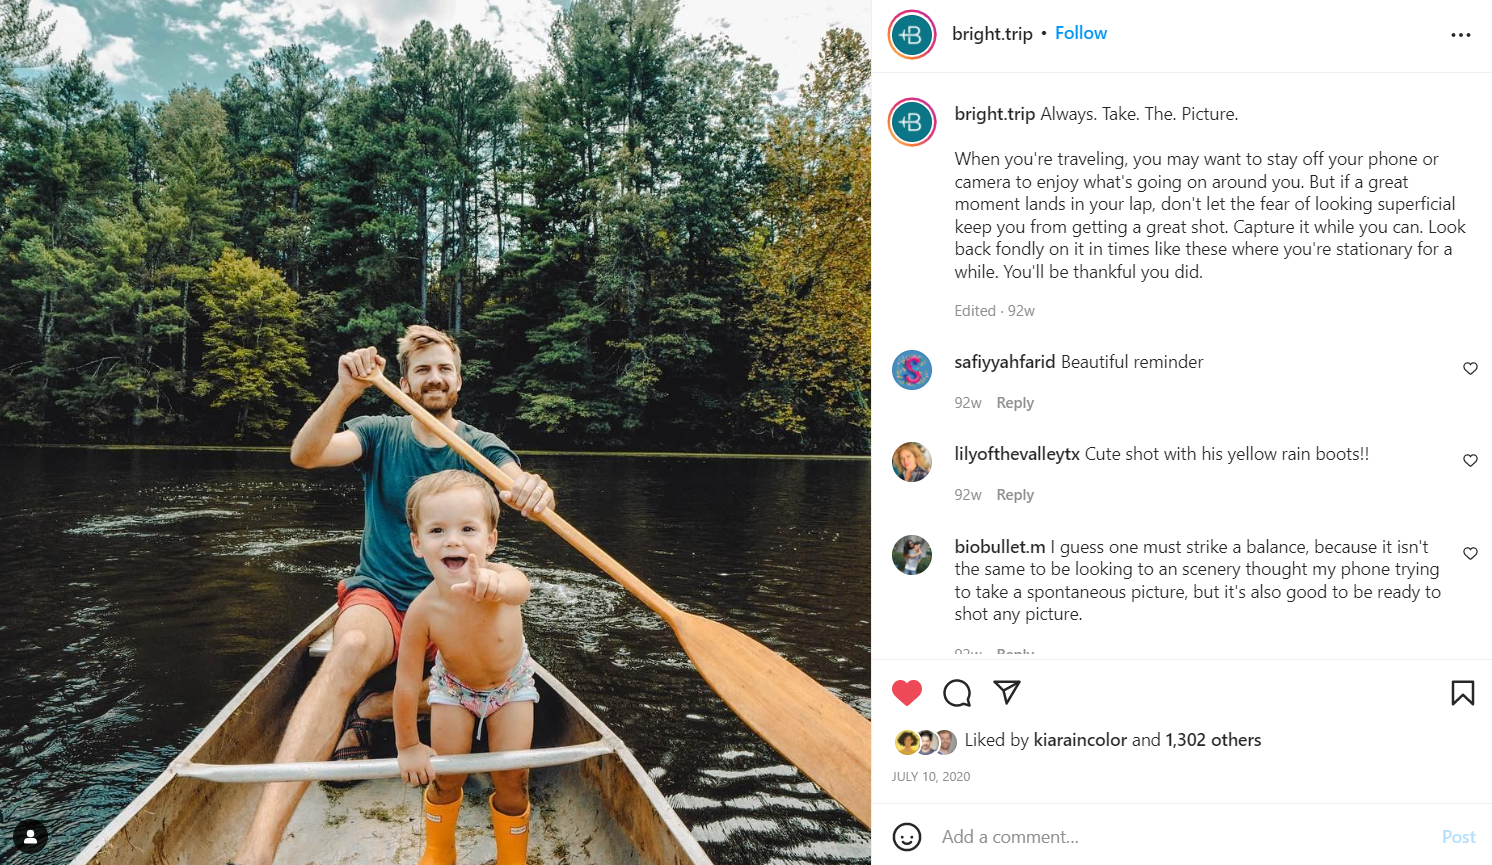 bright.trip • Follow
bright.trip Always. Take. The. Picture.
When you're traveling, you may want to stay off your phone or
camera to enjoy what's going on around you. But if a great
moment lands in your lap, don't let the fear of looking superficial
keep you from getting a great shot. Capture it while you can. Look
back fondly on it in times like these where you're stationary for a
while. You'll be thankful you did.
Edited · 92w
safiyyahfarid Beautiful reminder
92w Reply
lilyofthevalleytx Cute shot with his yellow rain boots!!
92w Reply
biobullet.m I guess one must strike a balance, because it isn't
the same to be looking to an scenery thought my phone trying
to take a spontaneous picture, but it's also good to be ready to
shot any picture.
92w Reply
Liked by kiaraincolor and 1,302 others
JULY 10, 2020
Add a comment...
Post